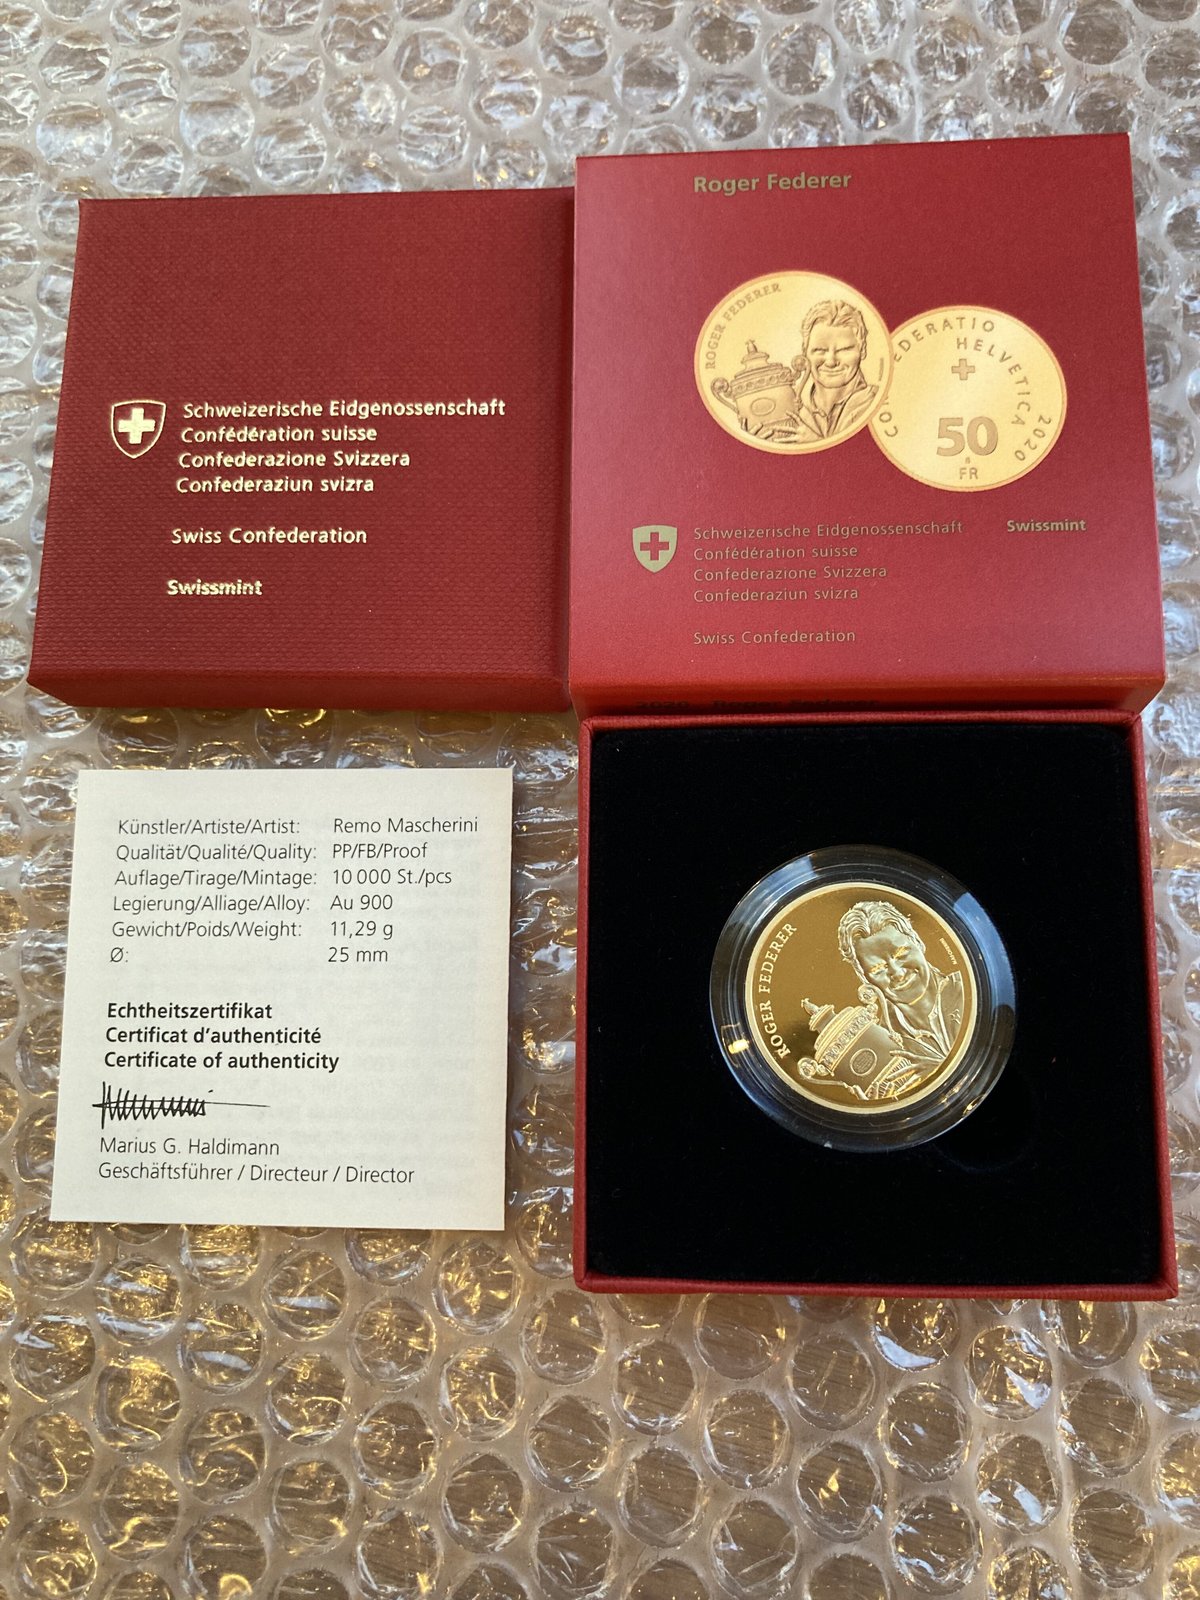 Schweizerische Eidgenossenschaft
Confédération suisse
Confederazione Svizzera
Confederaziun svizra
Swiss Confederation
Swissmint
Roger Federer
ROGER FEDERER
CONFOEDERATIO
HELVETICA
2020
50
FR
Schweizerische Eidgenossenschaft
Confédération suisse
Confederazione Svizzera
Confederaziun svizra
Swissmint
Swiss Confederation
2020 Roger Federer
Künstler/Artiste/Artist: Remo Mascherini
Qualität/Qualité/Quality: PP/FB/Proof
Auflage/Tirage/Mintage: 10 000 St./pcs
Legierung/Alliage/Alloy: Au 900
Gewicht/Poids/Weight: 11,29 g
Ø: 25 mm
Echtheitszertifikat
Certificat d'authenticité
Certificate of authenticity
Marius G. Haldimann
Geschäftsführer / Directeur / Director
ROGER FEDERER